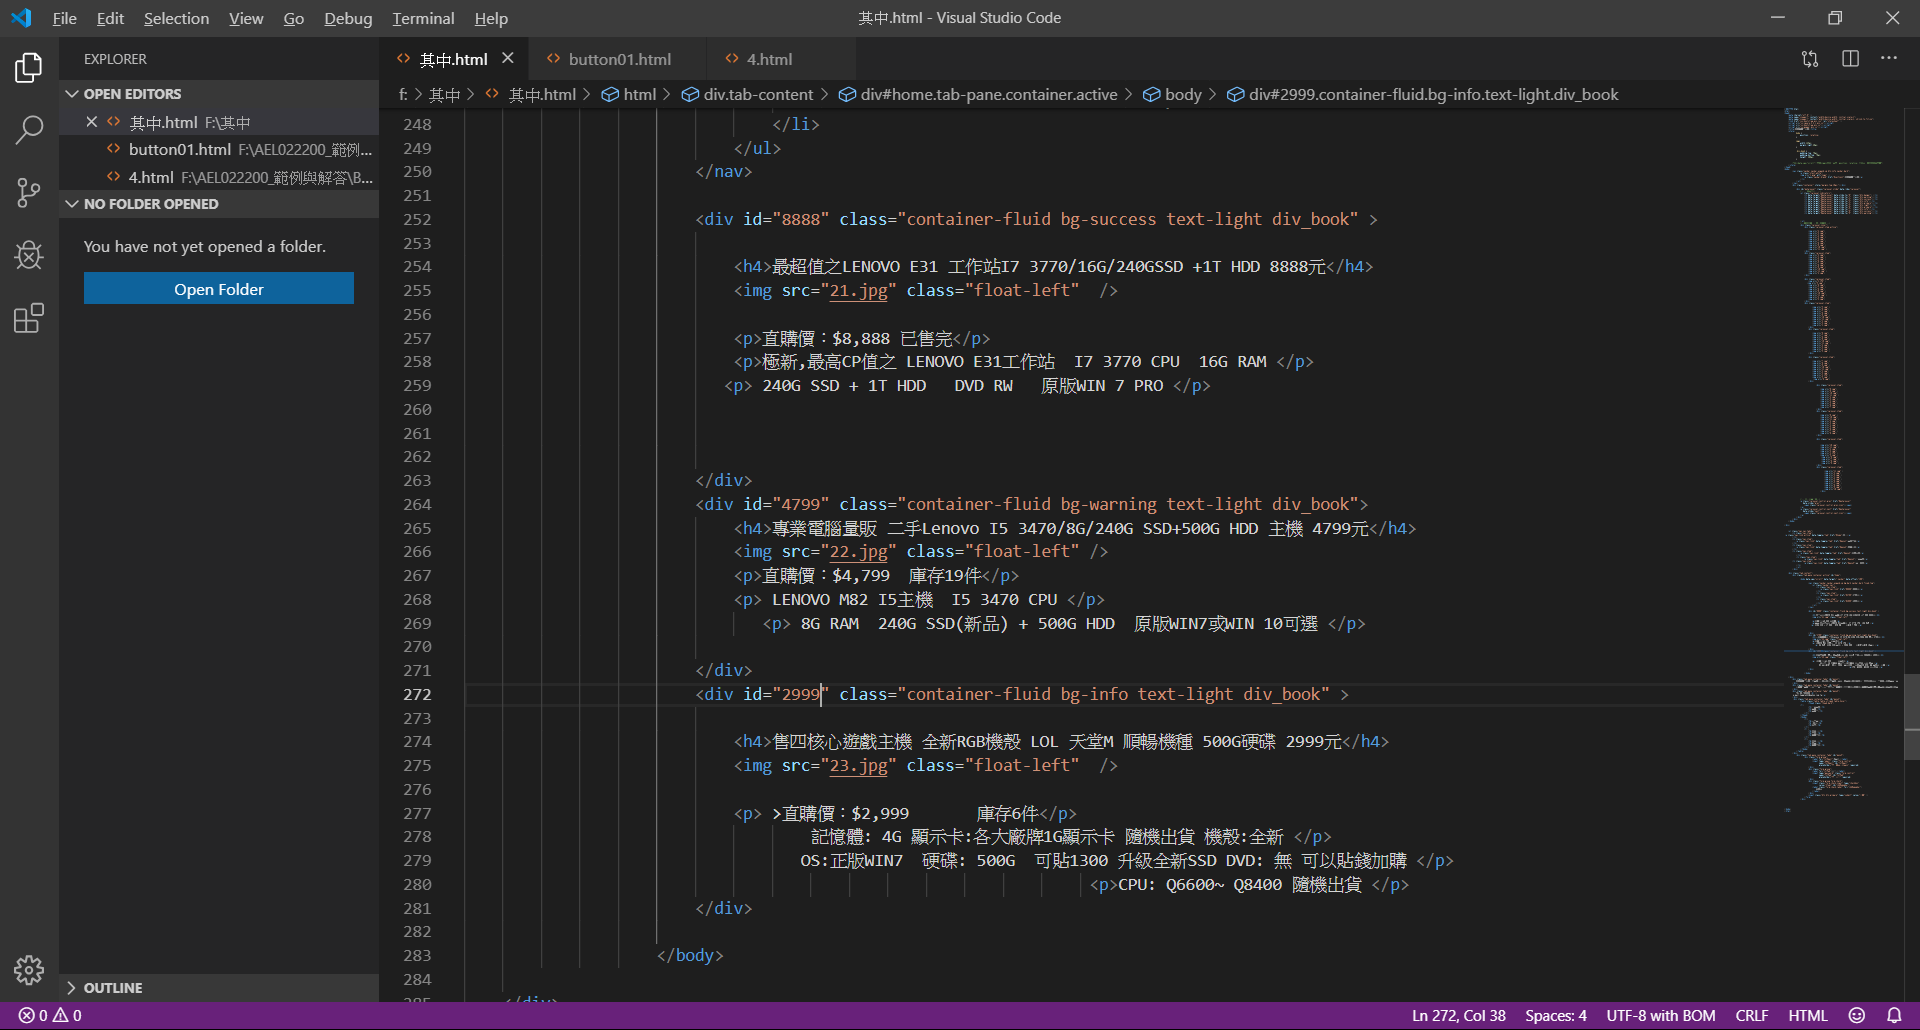 File Edit Selection View Go Debug Terminal Help
其中.html - Visual Studio Code
EXPLORER
OPEN EDITORS
其中.html F:\其中
button01.html F:\AEL022200_範例...
4.html F:\AEL022200_範例與解答\B...
NO FOLDER OPENED
You have not yet opened a folder.
Open Folder
OUTLINE
其中.html
button01.html
4.html
f: > 其中 > 其中.html > html > div.tab-content > div#home.tab-pane.container.active > body > div#2999.container-fluid.bg-info.text-light.div_book
248 </li>
249 </ul>
250 </nav>
251
252 <div id="8888" class="container-fluid bg-success text-light div_book" >
253
254 <h4>最超值之LENOVO E31 工作站I7 3770/16G/240GSSD +1T HDD 8888元</h4>
255 <img src="21.jpg" class="float-left"  />
256
257 <p>直購價：$8,888 已售完</p>
258 <p>極新,最高CP值之 LENOVO E31工作站  I7 3770 CPU  16G RAM </p>
259 <p> 240G SSD + 1T HDD   DVD RW   原版WIN 7 PRO </p>
260
261
262
263 </div>
264 <div id="4799" class="container-fluid bg-warning text-light div_book">
265 <h4>專業電腦量販 二手Lenovo I5 3470/8G/240G SSD+500G HDD 主機 4799元</h4>
266 <img src="22.jpg" class="float-left" />
267 <p>直購價：$4,799  庫存19件</p>
268 <p> LENOVO M82 I5主機  I5 3470 CPU </p>
269 <p> 8G RAM  240G SSD(新品) + 500G HDD  原版WIN7或WIN 10可選 </p>
270
271 </div>
272 <div id="2999" class="container-fluid bg-info text-light div_book" >
273
274 <h4>售四核心遊戲主機 全新RGB機殼 LOL 天堂M 順暢機種 500G硬碟 2999元</h4>
275 <img src="23.jpg" class="float-left"  />
276
277 <p> >直購價：$2,999       庫存6件</p>
278 記憶體: 4G 顯示卡:各大廠牌1G顯示卡 隨機出貨 機殼:全新 </p>
279 OS:正版WIN7  硬碟: 500G  可貼1300 升級全新SSD DVD: 無 可以貼錢加購 </p>
280 <p>CPU: Q6600~ Q8400 隨機出貨 </p>
281 </div>
282
283 </body>
284
285 </div>
0 0
Ln 272, Col 38 Spaces: 4 UTF-8 with BOM CRLF HTML